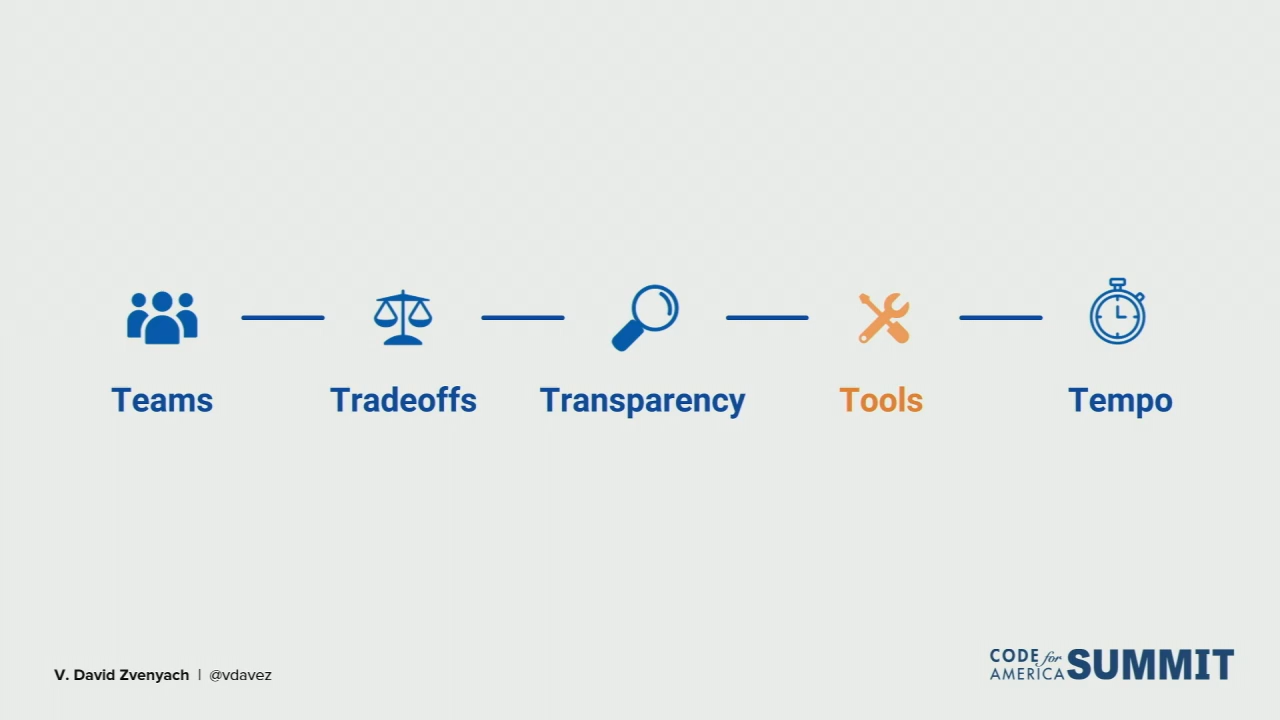 Teams
Tradeoffs
Transparency
Tools
Tempo
V. David Zvenyach | @vdavez
CODE for
AMERICA
SUMMIT